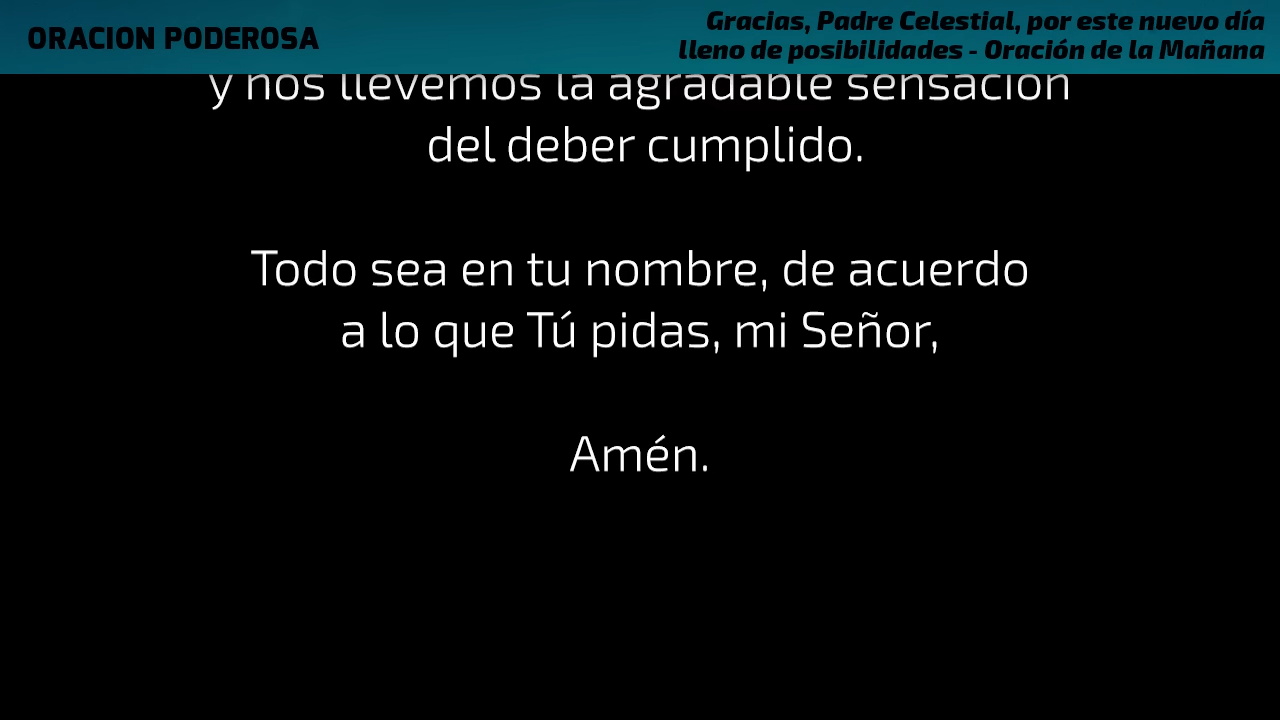 ORACION PODEROSA
Gracias, Padre Celestial, por este nuevo día
lleno de posibilidades - Oración de la Mañana
y nos llevemos la agradable sensación
del deber cumplido.
Todo sea en tu nombre, de acuerdo
a lo que Tú pidas, mi Señor,
Amén.